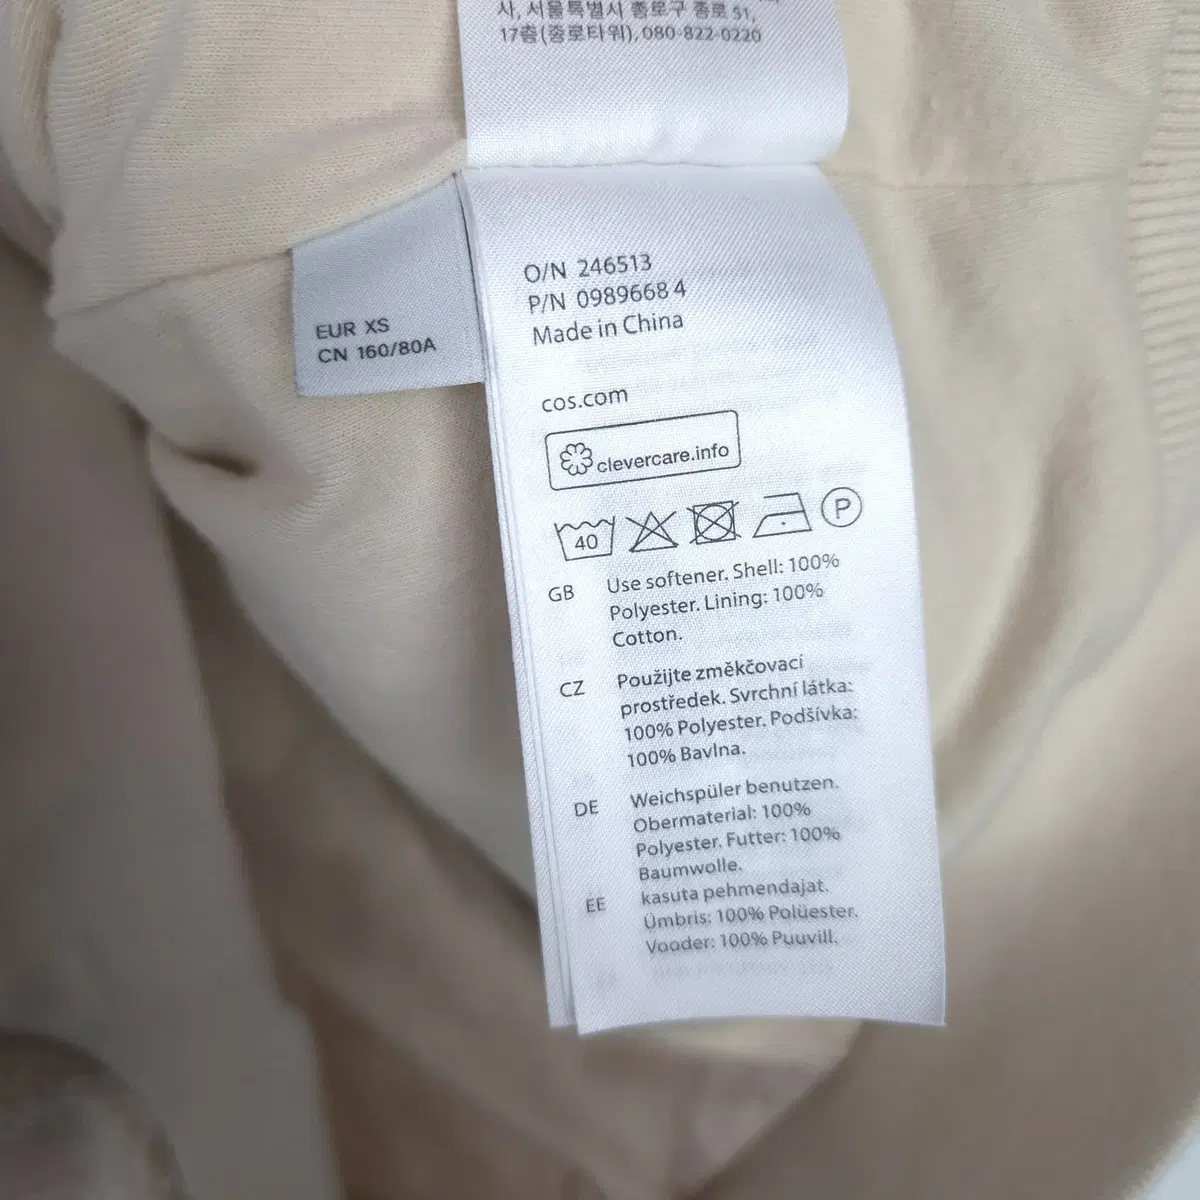 사, 서울특별시 종로구 종로 51,
17층(종로타워), 080-822-0220
EUR XS
CN 160/80A
O/N 246513
P/N 0989668 4
Made in China
cos.com
clevercare.info
40
P
GB Use softener. Shell: 100%
Polyester. Lining: 100%
Cotton.
CZ Použijte změkčovací
prostředek. Svrchní látka:
100% Polyester. Podšívka:
100% Bavlna.
DE Weichspüler benutzen.
Obermaterial: 100%
Polyester. Futter: 100%
Baumwolle.
EE kasuta pehmendajat.
Ümbris: 100% Polüester.
Vooder: 100% Puuvill.